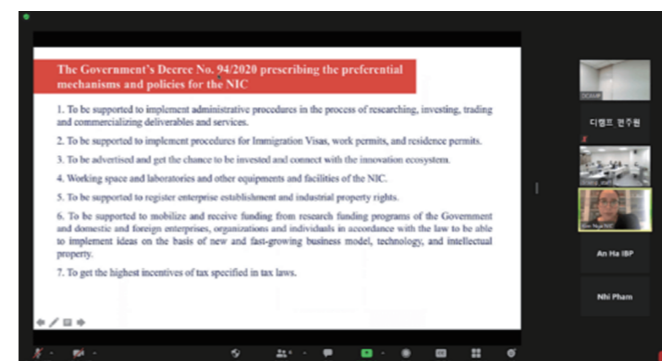 The Government's Decree No. 94/2020 prescribing the preferential
mechanisms and policies for the NIC
1. To be supported to implement administrative procedures in the process of researching, investing, trading
and commercializing deliverables and services.
2. To be supported to implement procedures for Immigration Visas, work permits, and residence permits.
3. To be advertised and get the chance to be invested and connect with the innovation ecosystem.
4. Working space and laboratories and other equipments and facilities of the NIC.
5. To be supported to register enterprise establishment and industrial property rights.
6. To be supported to mobilize and receive funding from research funding programs of the Government
and domestic and foreign enterprises, organizations and individuals in accordance with the law to be able
to implement ideas on the basis of new and fast-growing business model, technology, and intellectual
property.
7. To get the highest incentives of tax specified in tax laws.
디캠프 전주원
An Ha IBP
Nhi Pham